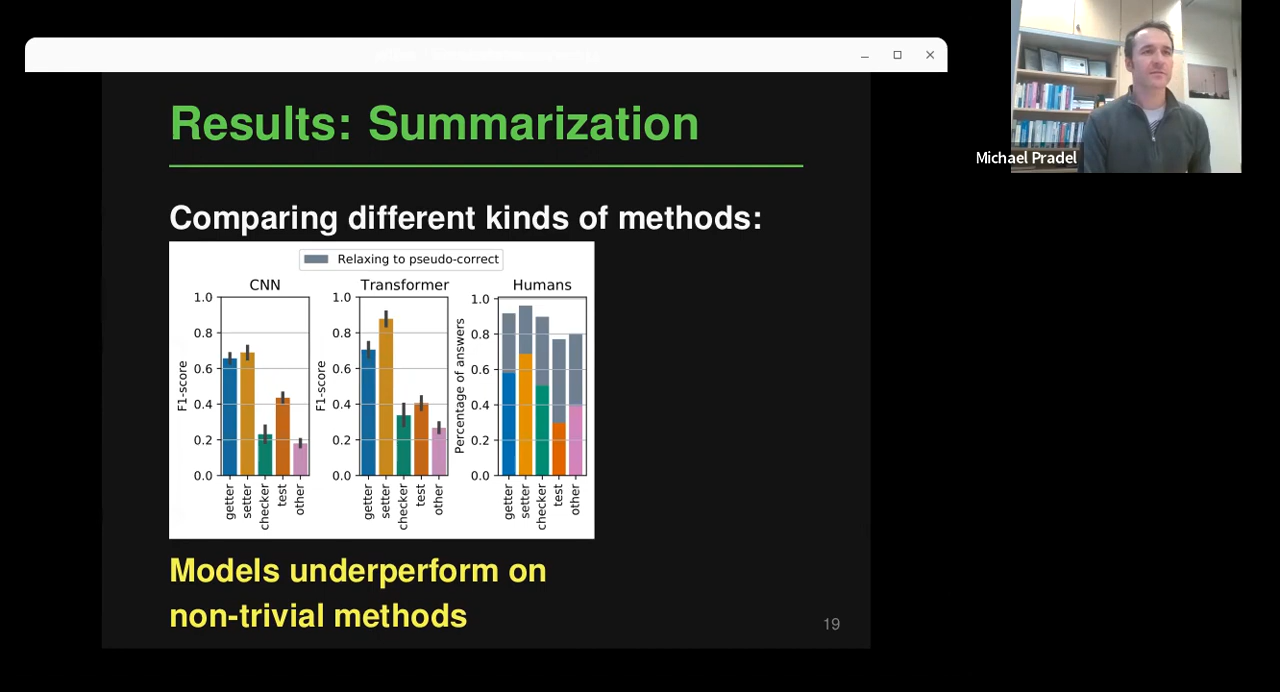 Results: Summarization
Comparing different kinds of methods:
Relaxing to pseudo-correct
CNN
Transformer
Humans
F1-score
1.0
0.8
0.6
0.4
0.2
0.0
getter
setter
checker
test
other
F1-score
1.0
0.8
0.6
0.4
0.2
0.0
getter
setter
checker
test
other
Percentage of answers
1.0
0.8
0.6
0.4
0.2
0.0
getter
setter
checker
test
other
Models underperform on
non-trivial methods
19
Michael Pradel